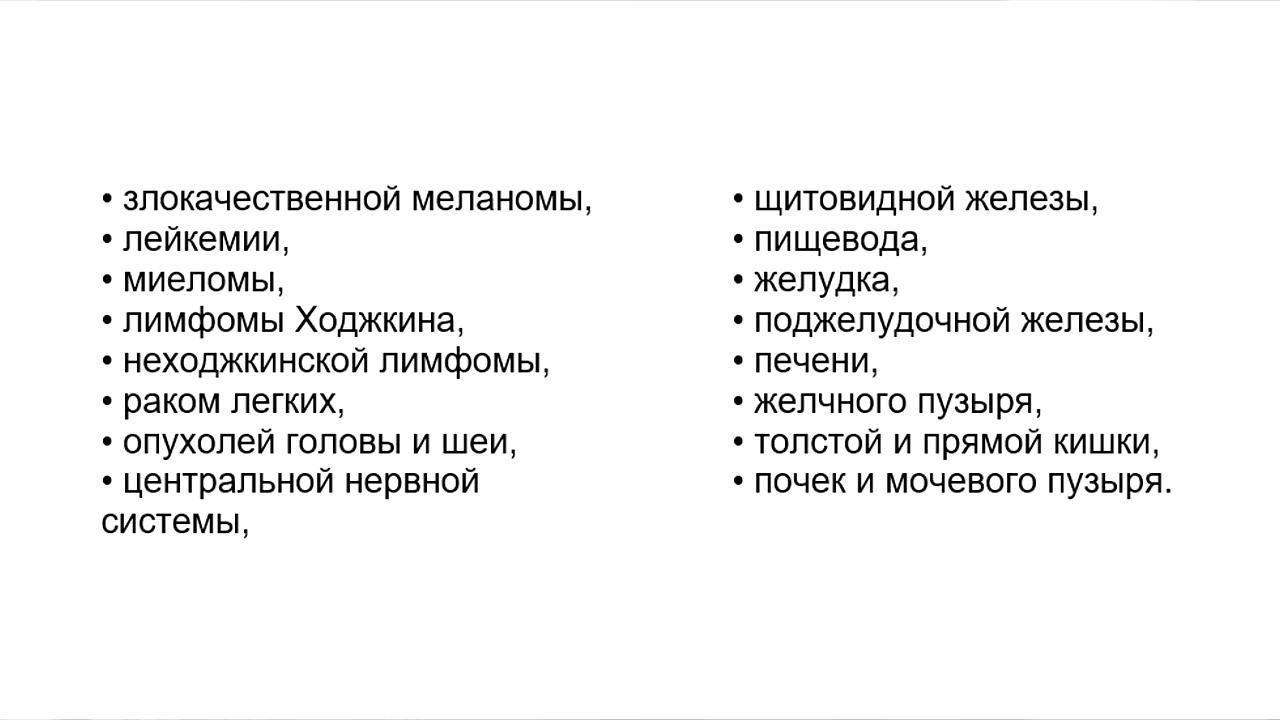 • злокачественной меланомы,
• лейкемии,
• миеломы,
• лимфомы Ходжкина,
• неходжкинской лимфомы,
• раком легких,
• опухолей головы и шеи,
• центральной нервной
системы,
• щитовидной железы,
• пищевода,
• желудка,
• поджелудочной железы,
• печени,
• желчного пузыря,
• толстой и прямой кишки,
• почек и мочевого пузыря.